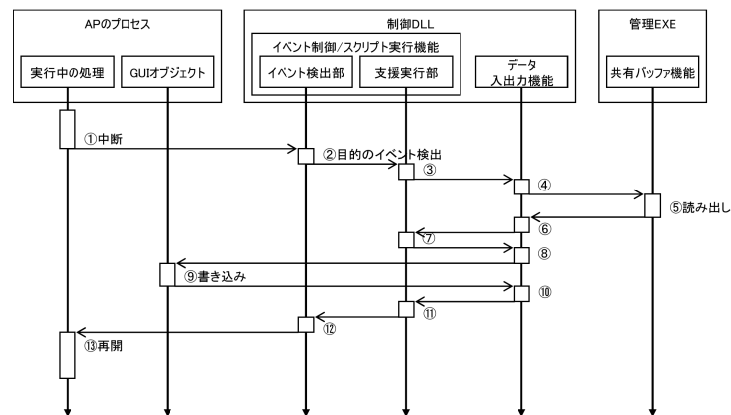 APのプロセス
制御DLL
管理EXE
イベント制御/スクリプト実行機能
実行中の処理
GUIオブジェクト
イベント検出部
支援実行部
データ
入出力機能
共有バッファ機能
①中断
②目的のイベント検出
③
④
⑤読み出し
⑥
⑦
⑧
⑨書き込み
⑩
⑪
⑫
⑬再開